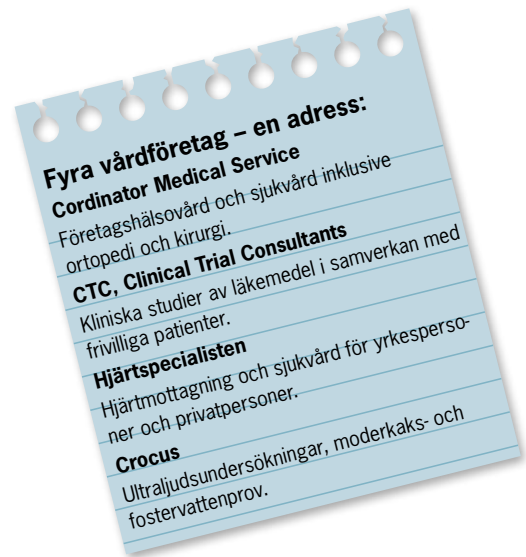 Fyra vårdföretag – en adress:
Cordinator Medical Service
Företagshälsovård och sjukvård inklusive
ortopedi och kirurgi.
CTC, Clinical Trial Consultants
Kliniska studier av läkemedel i samverkan med
frivilliga patienter.
Hjärtspecialisten
Hjärtmottagning och sjukvård för yrkesperso-
ner och privatpersoner.
Crocus
Ultraljudsundersökningar, moderkaks- och
fostervattenprov.